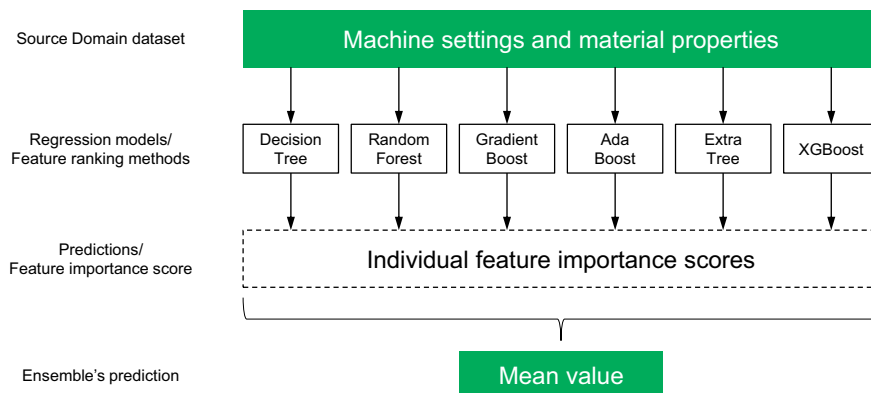 Source Domain dataset
Machine settings and material properties
Regression models/
Feature ranking methods
Decision
Tree
Random
Forest
Gradient
Boost
Ada
Boost
Extra
Tree
XGBoost
Predictions/
Feature importance score
Individual feature importance scores
Ensemble’s prediction
Mean value